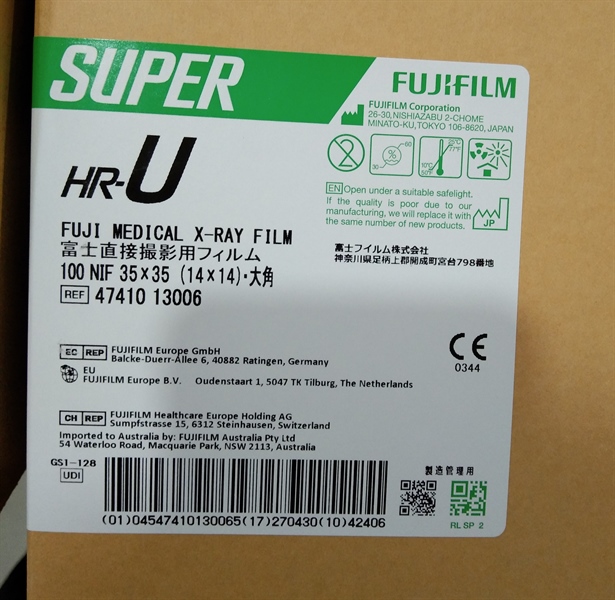 SUPER
FUJIFILM
FUJIFILM Corporation
26-30, NISHIAZABU 2-CHOME
MINATO-KU, TOKYO 106-8620, JAPAN
HR-U
2
30 % 60
10°C 50°F 25°C 77°F
EN Open under a suitable safelight.
If the quality is poor due to our
manufacturing, we will replace it with
the same number of new products.
JP
FUJI MEDICAL X-RAY FILM
富士直接撮影用フィルム
100 NIF 35×35 (14×14)・大角
REF 47410 13006
富士フイルム株式会社
神奈川県足柄上郡開成町宮台798番地
EC REP FUJIFILM Europe GmbH
Balcke-Duerr-Allee 6, 40882 Ratingen, Germany
EU
FUJIFILM Europe B.V. Oudenstaart 1, 5047 TK Tilburg, The Netherlands
CE
0344
CH REP FUJIFILM Healthcare Europe Holding AG
Sumpfstrasse 15, 6312 Steinhausen, Switzerland
Imported to Australia by: FUJIFILM Australia Pty Ltd
54 Waterloo Road, Macquarie Park, NSW 2113, Australia
GS1-128
UDI
(01)04547410130065(17)270430(10)42406
製造管理用
RL SP 2